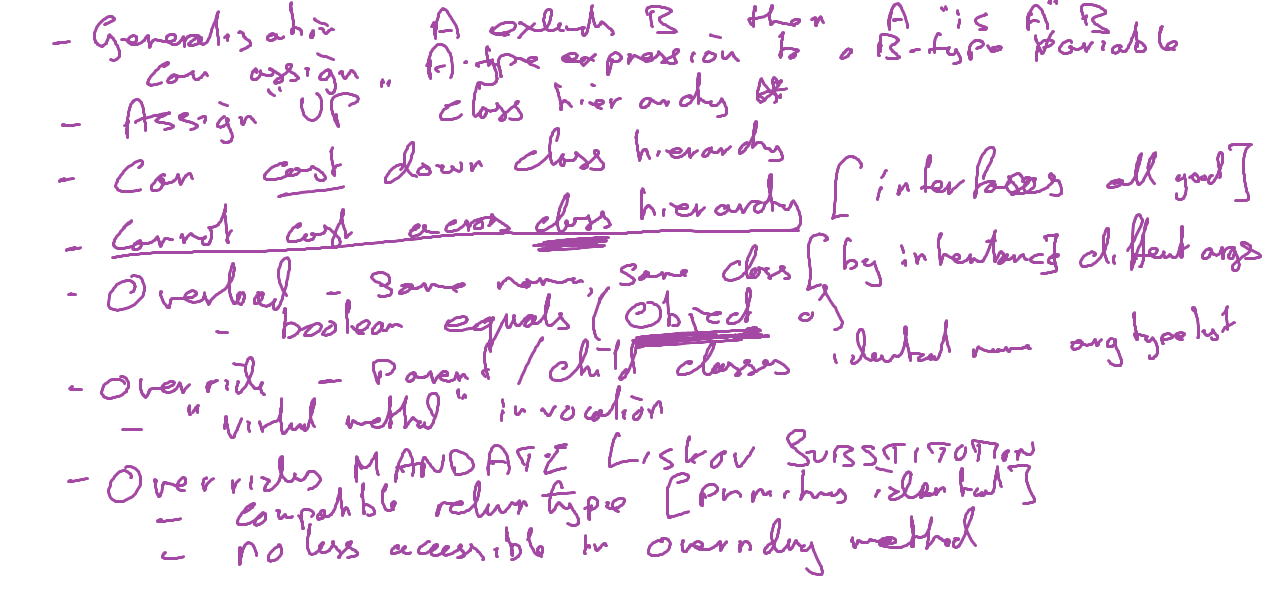 - Generalisation A extends B then A "is A" B
can assign A-type expression to a B-type variable
- Assign "UP" class hierarchy *
- Can cast down class hierarchy
- Cannot cast across class hierarchy [interfaces all good]
- Overload - same name, same class [by inheritance] different args
- boolean equals (Object o)
- Override - Parent / child classes identical name arg type list
- "virtual method" invocation
- Overrides MANDATE Liskov SUBSTITUTION
- compatible return type [primitives identical]
- no less accessible in overriding method